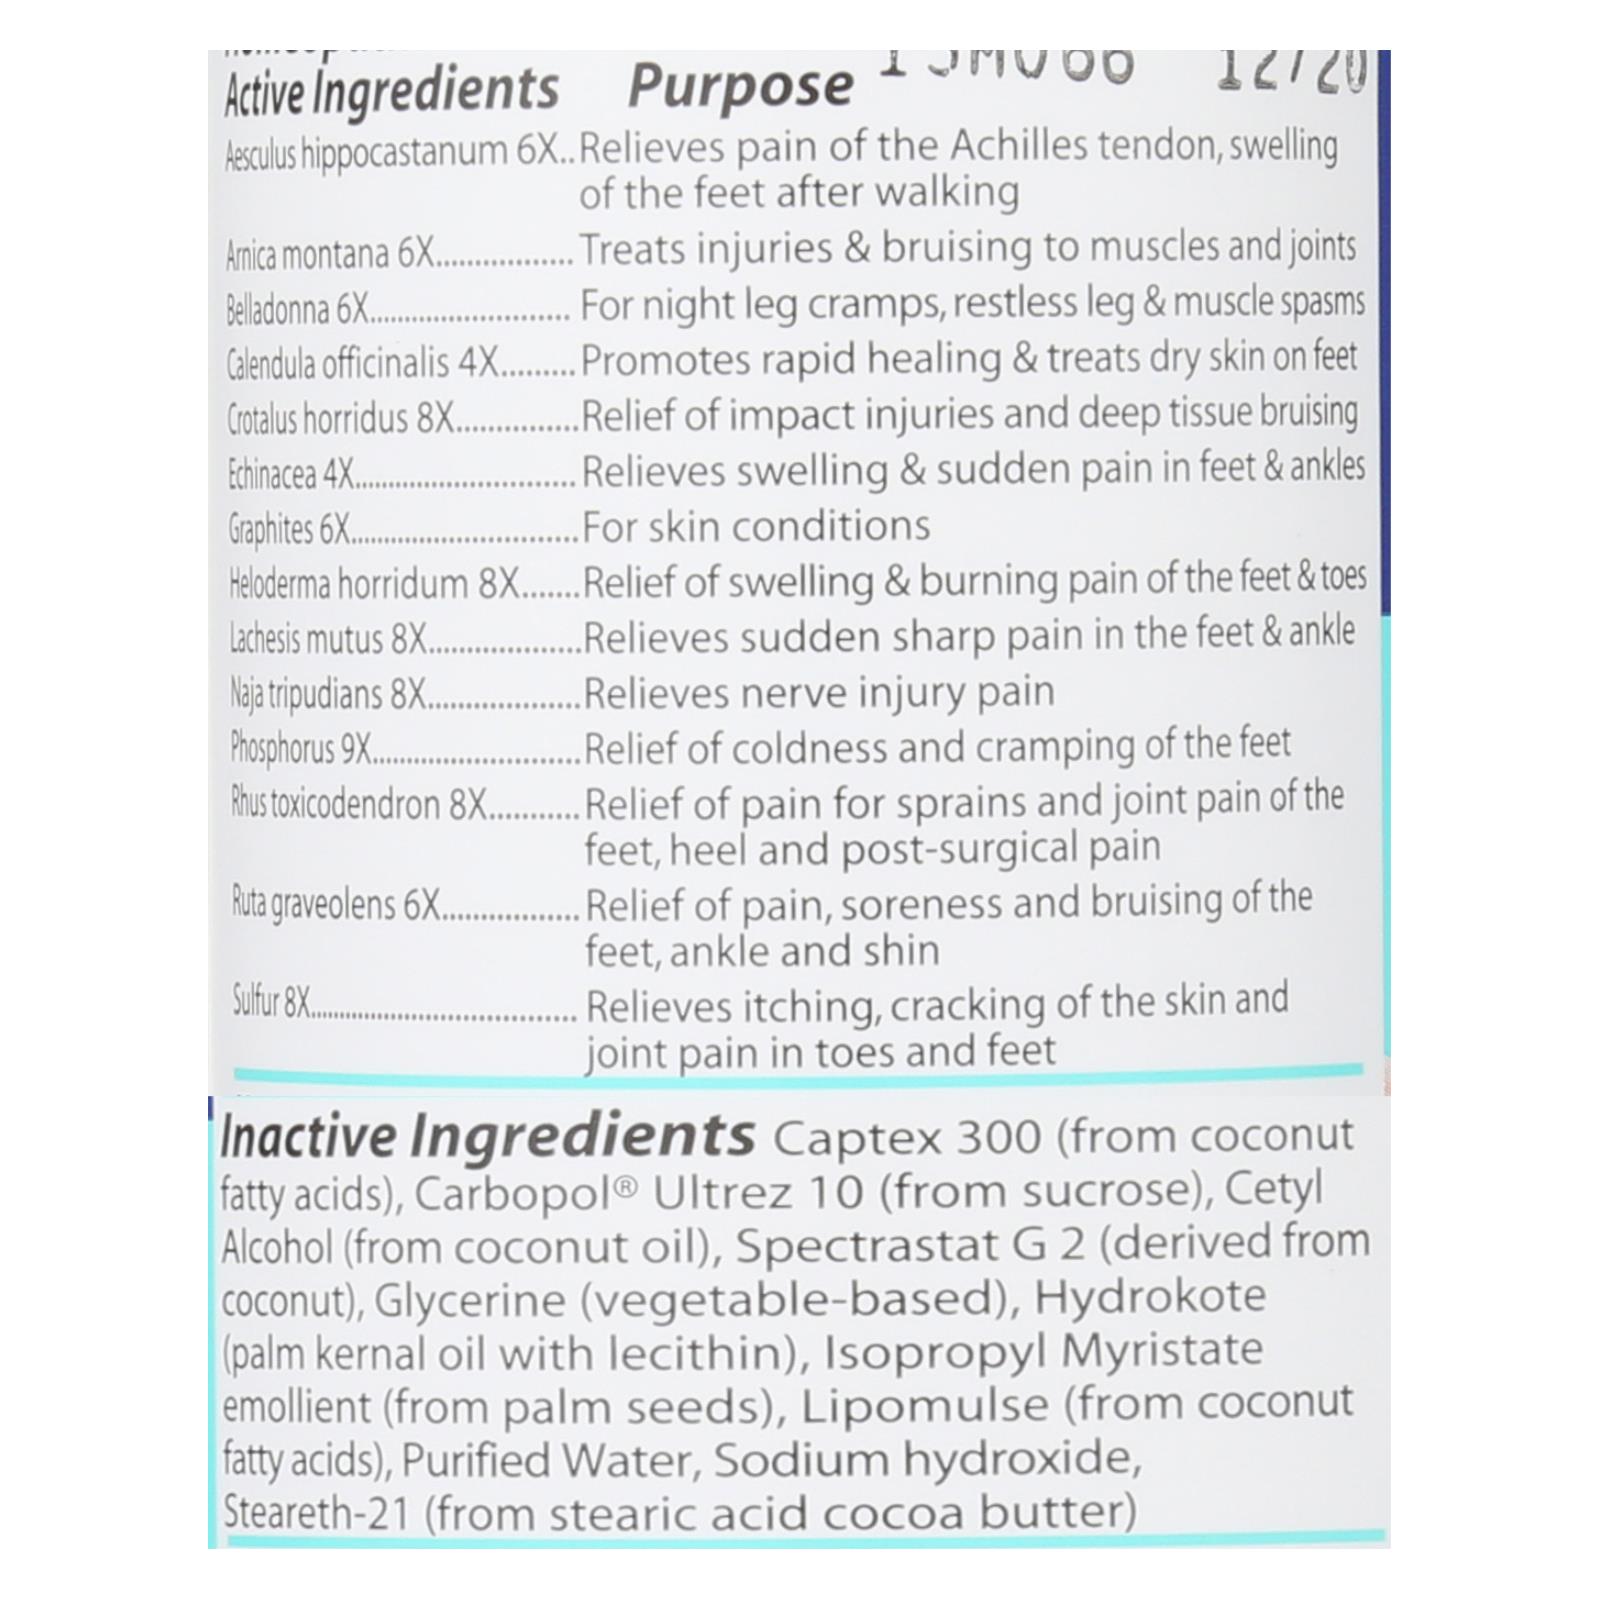 Active Ingredients Purpose 12/20
Aesculus hippocastanum 6X..Relieves pain of the Achilles tendon, swelling
of the feet after walking
Arnica montana 6X.................Treats injuries & bruising to muscles and joints
Belladonna 6X............................For night leg cramps, restless leg & muscle spasms
Calendula officinalis 4X.........Promotes rapid healing & treats dry skin on feet
Crotalus horridus 8X...............Relief of impact injuries and deep tissue bruising
Echinacea 4X............................Relieves swelling & sudden pain in feet & ankles
Graphites 6X.............................For skin conditions
Heloderma horridum 8X.......Relief of swelling & burning pain of the feet & toes
Lachesis mutus 8X...................Relieves sudden sharp pain in the feet & ankle
Naja tripudians 8X...................Relieves nerve injury pain
Phosphorus 9X...........................Relief of coldness and cramping of the feet
Rhus toxicodendron 8X...........Relief of pain for sprains and joint pain of the
feet, heel and post-surgical pain
Ruta graveolens 6X.................Relief of pain, soreness and bruising of the
feet, ankle and shin
Sulfur 8X....................................Relieves itching, cracking of the skin and
joint pain in toes and feet
Inactive Ingredients Captex 300 (from coconut
fatty acids), Carbopol® Ultrez 10 (from sucrose), Cetyl
Alcohol (from coconut oil), Spectrastat G 2 (derived from
coconut), Glycerine (vegetable-based), Hydrokote
(palm kernal oil with lecithin), Isopropyl Myristate
emollient (from palm seeds), Lipomulse (from coconut
fatty acids), Purified Water, Sodium hydroxide,
Steareth-21 (from stearic acid cocoa butter)